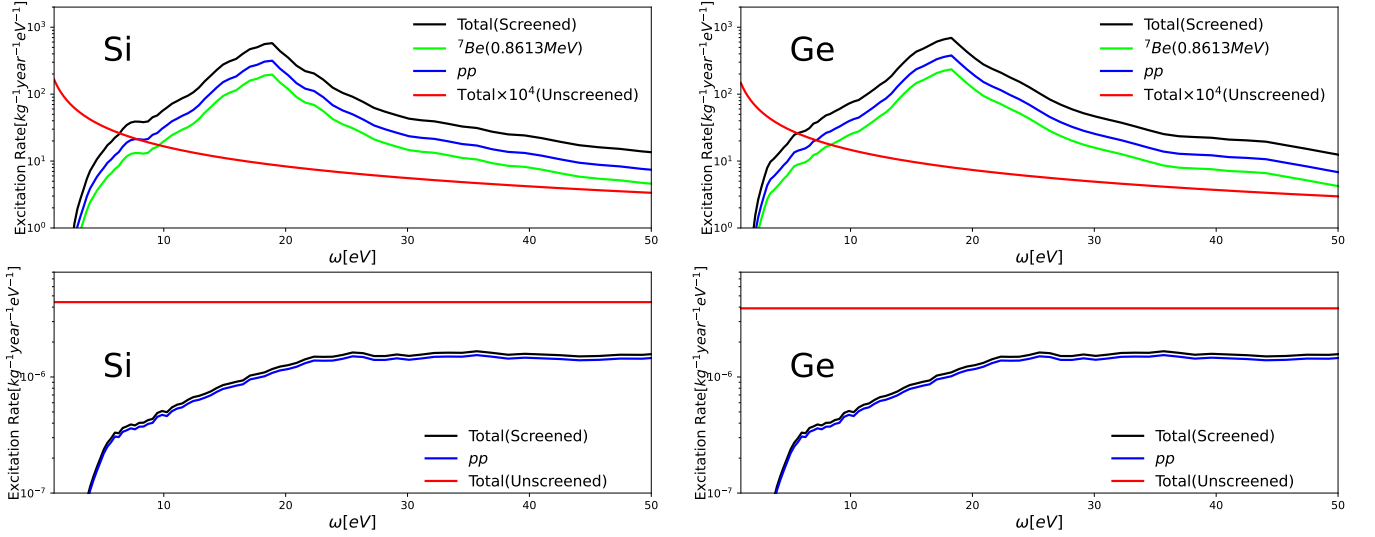 Si
Total(Screened)
⁷Be(0.8613MeV)
pp
Total×10⁴(Unscreened)
Excitation Rate[kg⁻¹year⁻¹eV⁻¹]
10³
10²
10¹
10⁰
10 20 30 40 50
ω[eV]
Ge
Total(Screened)
⁷Be(0.8613MeV)
pp
Total×10⁴(Unscreened)
Excitation Rate[kg⁻¹year⁻¹eV⁻¹]
10³
10²
10¹
10⁰
10 20 30 40 50
ω[eV]
Si
Total(Screened)
pp
Total(Unscreened)
Excitation Rate[kg⁻¹year⁻¹eV⁻¹]
10⁻⁶
10⁻⁷
10 20 30 40 50
ω[eV]
Ge
Total(Screened)
pp
Total(Unscreened)
Excitation Rate[kg⁻¹year⁻¹eV⁻¹]
10⁻⁶
10⁻⁷
10 20 30 40 50
ω[eV]